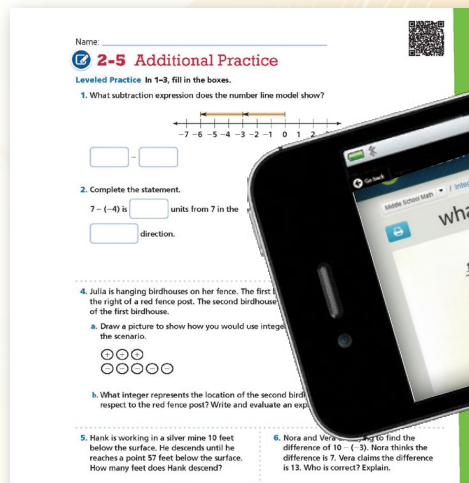 Name:
2-5 Additional Practice
Leveled Practice In 1–3, fill in the boxes.
1. What subtraction expression does the number line model show?
−7 −6 −5 −4 −3 −2 −1 0 1 2
–
2. Complete the statement.
7 − (−4) is units from 7 in the
direction.
4. Julia is hanging birdhouses on her fence. The first
the right of a red fence post. The second birdhouse
of the first birdhouse.
a. Draw a picture to show how you would use
the scenario.
+ + +
− − − − −
b. What integer represents the location of the second
respect to the red fence post? Write and evaluate an
5. Hank is working in a silver mine 10 feet
below the surface. He descends until he
reaches a point 57 feet below the surface.
How many feet does Hank descend?
6. Nora and Vera to find the
difference of 10 − (−3). Nora thinks the
difference is 7. Vera claims the difference
is 13. Who is correct? Explain.
Go back
Middle School Math /